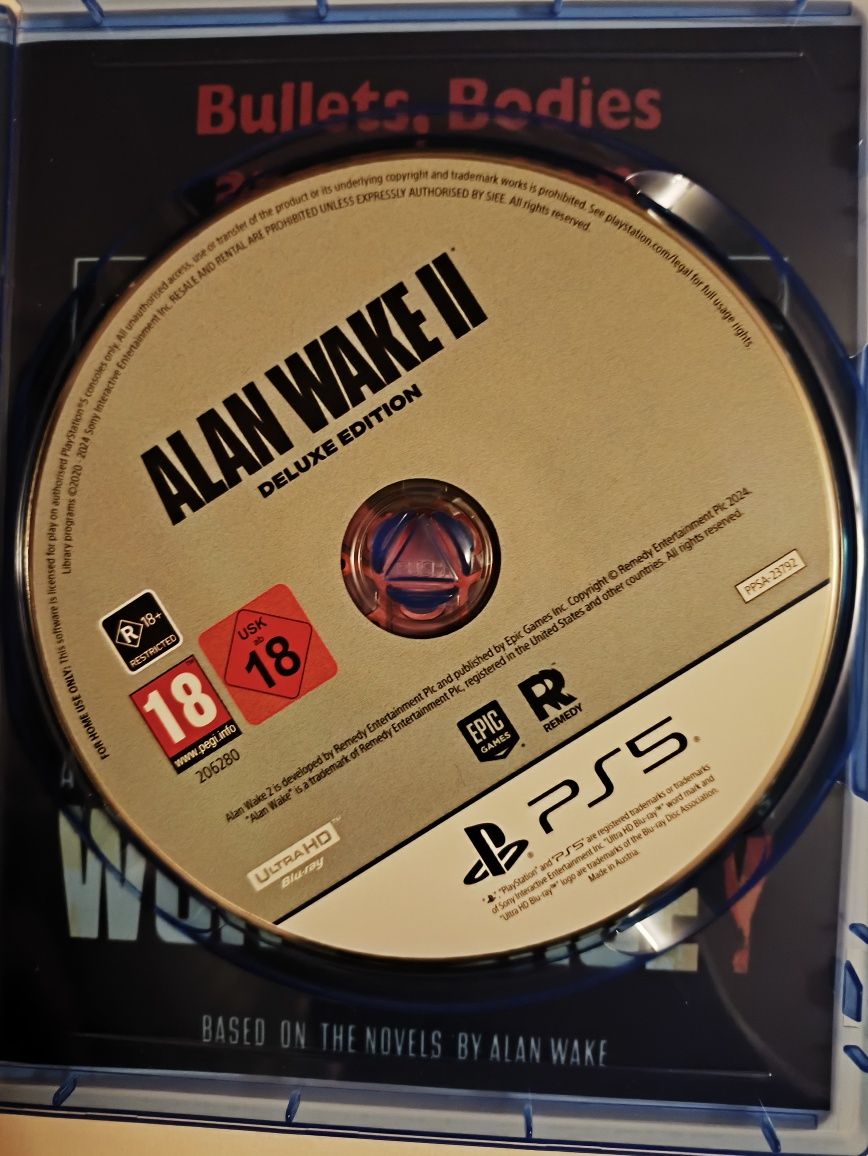 Bullets, Bodies
FOR HOME USE ONLY: This software is licensed for play on authorised PlayStation®5 consoles only. All unauthorised access, use or transfer of the product or its underlying copyright and trademark works is prohibited. See playstation.com/legal for full usage rights.
Library programs ©2020 - 2024 Sony Interactive Entertainment Inc. RESALE AND RENTAL ARE PROHIBITED UNLESS EXPRESSLY AUTHORISED BY SIEE. All rights reserved.
ALAN WAKE II™
DELUXE EDITION
PUSH
R 18+
RESTRICTED
USK
ab
18
18™
www.pegi.info
206280
Alan Wake 2 is developed by Remedy Entertainment Plc and published by Epic Games Inc. Copyright © Remedy Entertainment Plc 2024.
"Alan Wake" is a trademark of Remedy Entertainment Plc, registered in the United States and other countries. All rights reserved.
PPSA-23792
EPIC
GAMES
REMEDY
ULTRA HD™
Blu-ray
PS5®
"PlayStation" and "PS5" are registered trademarks or trademarks
of Sony Interactive Entertainment Inc. "Ultra HD Blu-ray™" word mark and
"Ultra HD Blu-ray™" logo are trademarks of the Blu-ray Disc Association.
Made in Austria.
BASED ON THE NOVELS BY ALAN WAKE